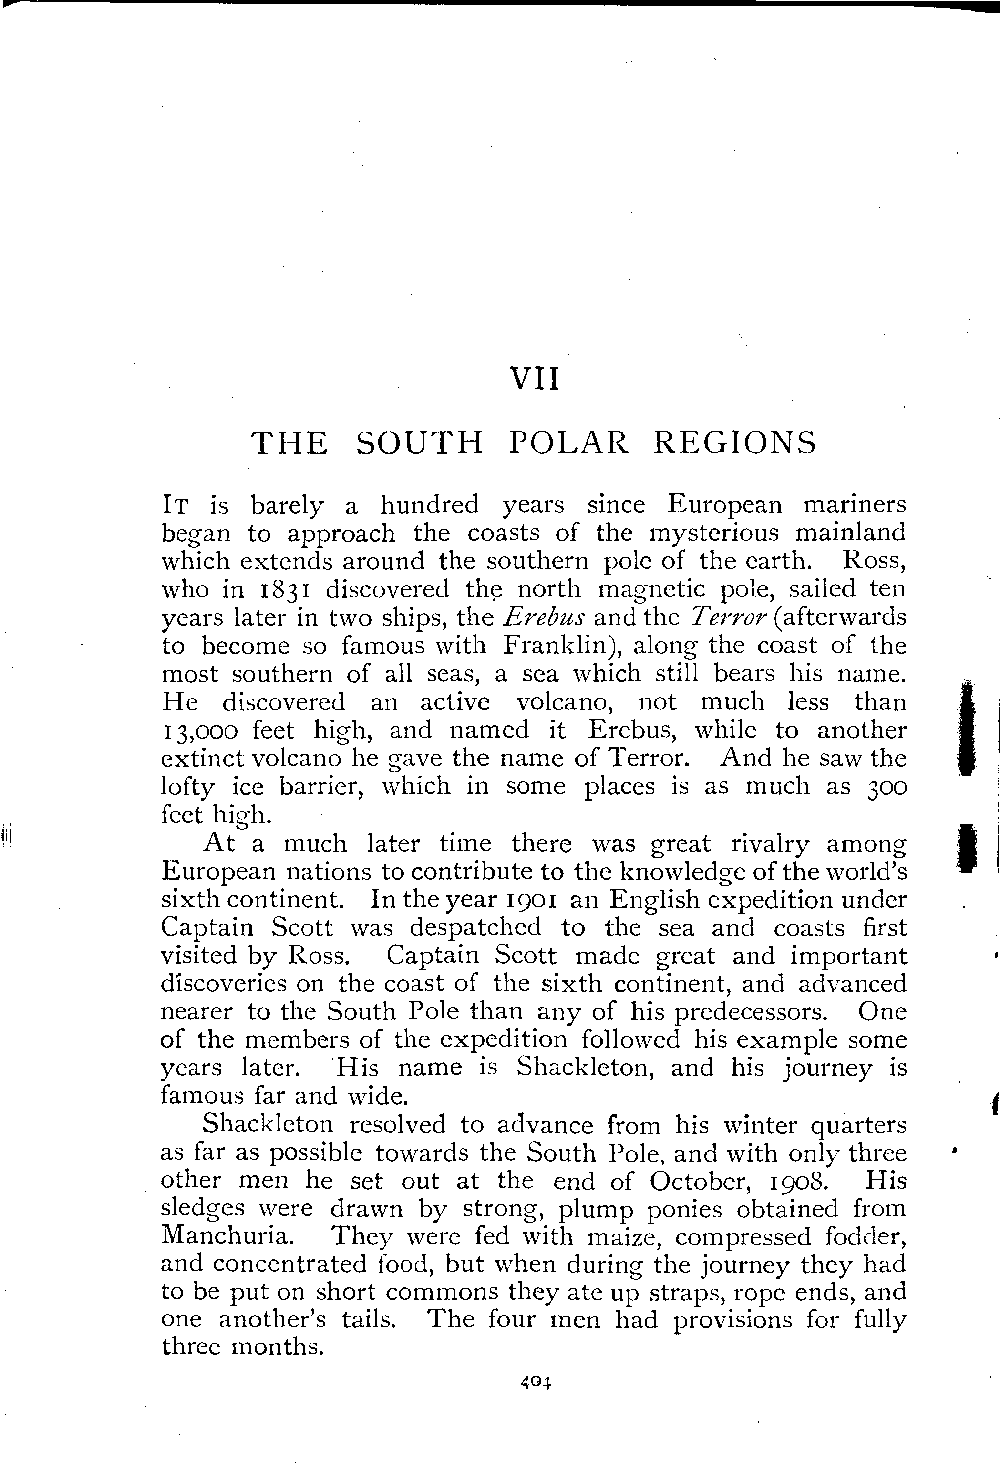 VII
THE SOUTH POLAR REGIONS
IT is barely a hundred years since European mariners
began to approach the coasts of the mysterious mainland
which extends around the southern pole of the earth. Ross,
who in 1831 discovered the north magnetic pole, sailed ten
years later in two ships, the Erebus and the Terror (afterwards
to become so famous with Franklin), along the coast of the
most southern of all seas, a sea which still bears his name.
He discovered an active volcano, not much less than
13,000 feet high, and named it Erebus, while to another
extinct volcano he gave the name of Terror. And he saw the
lofty ice barrier, which in some places is as much as 300
feet high.
At a much later time there was great rivalry among
European nations to contribute to the knowledge of the world's
sixth continent. In the year 1901 an English expedition under
Captain Scott was despatched to the sea and coasts first
visited by Ross. Captain Scott made great and important
discoveries on the coast of the sixth continent, and advanced
nearer to the South Pole than any of his predecessors. One
of the members of the expedition followed his example some
years later. His name is Shackleton, and his journey is
famous far and wide.
Shackleton resolved to advance from his winter quarters
as far as possible towards the South Pole, and with only three
other men he set out at the end of October, 1908. His
sledges were drawn by strong, plump ponies obtained from
Manchuria. They were fed with maize, compressed fodder,
and concentrated food, but when during the journey they had
to be put on short commons they ate up straps, rope ends, and
one another's tails. The four men had provisions for fully
three months.
404